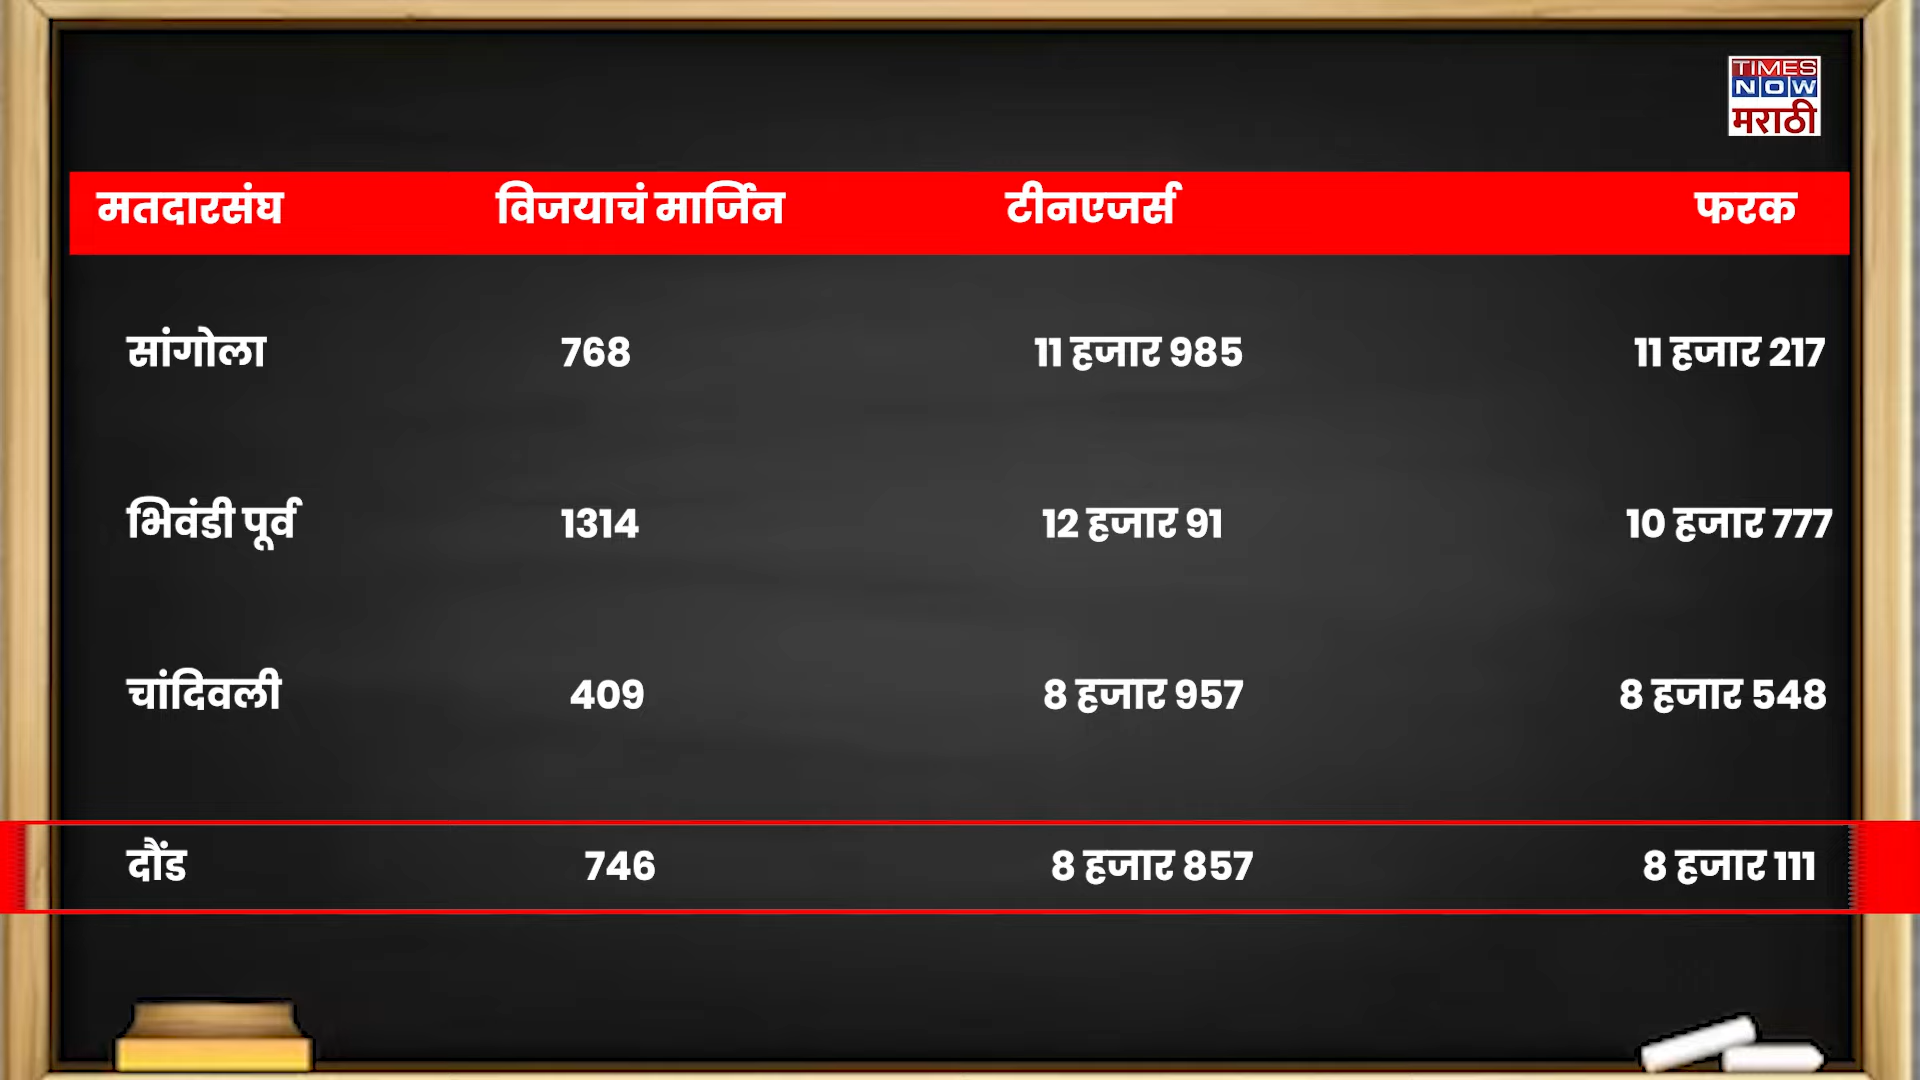 TIMES
NOW
मराठी
मतदारसंघ विजयाचं मार्जिन टीनएजर्स फरक
सांगोला 768 11 हजार 985 11 हजार 217
भिवंडी पूर्व 1314 12 हजार 91 10 हजार 777
चांदिवली 409 8 हजार 957 8 हजार 548
दौंड 746 8 हजार 857 8 हजार 111